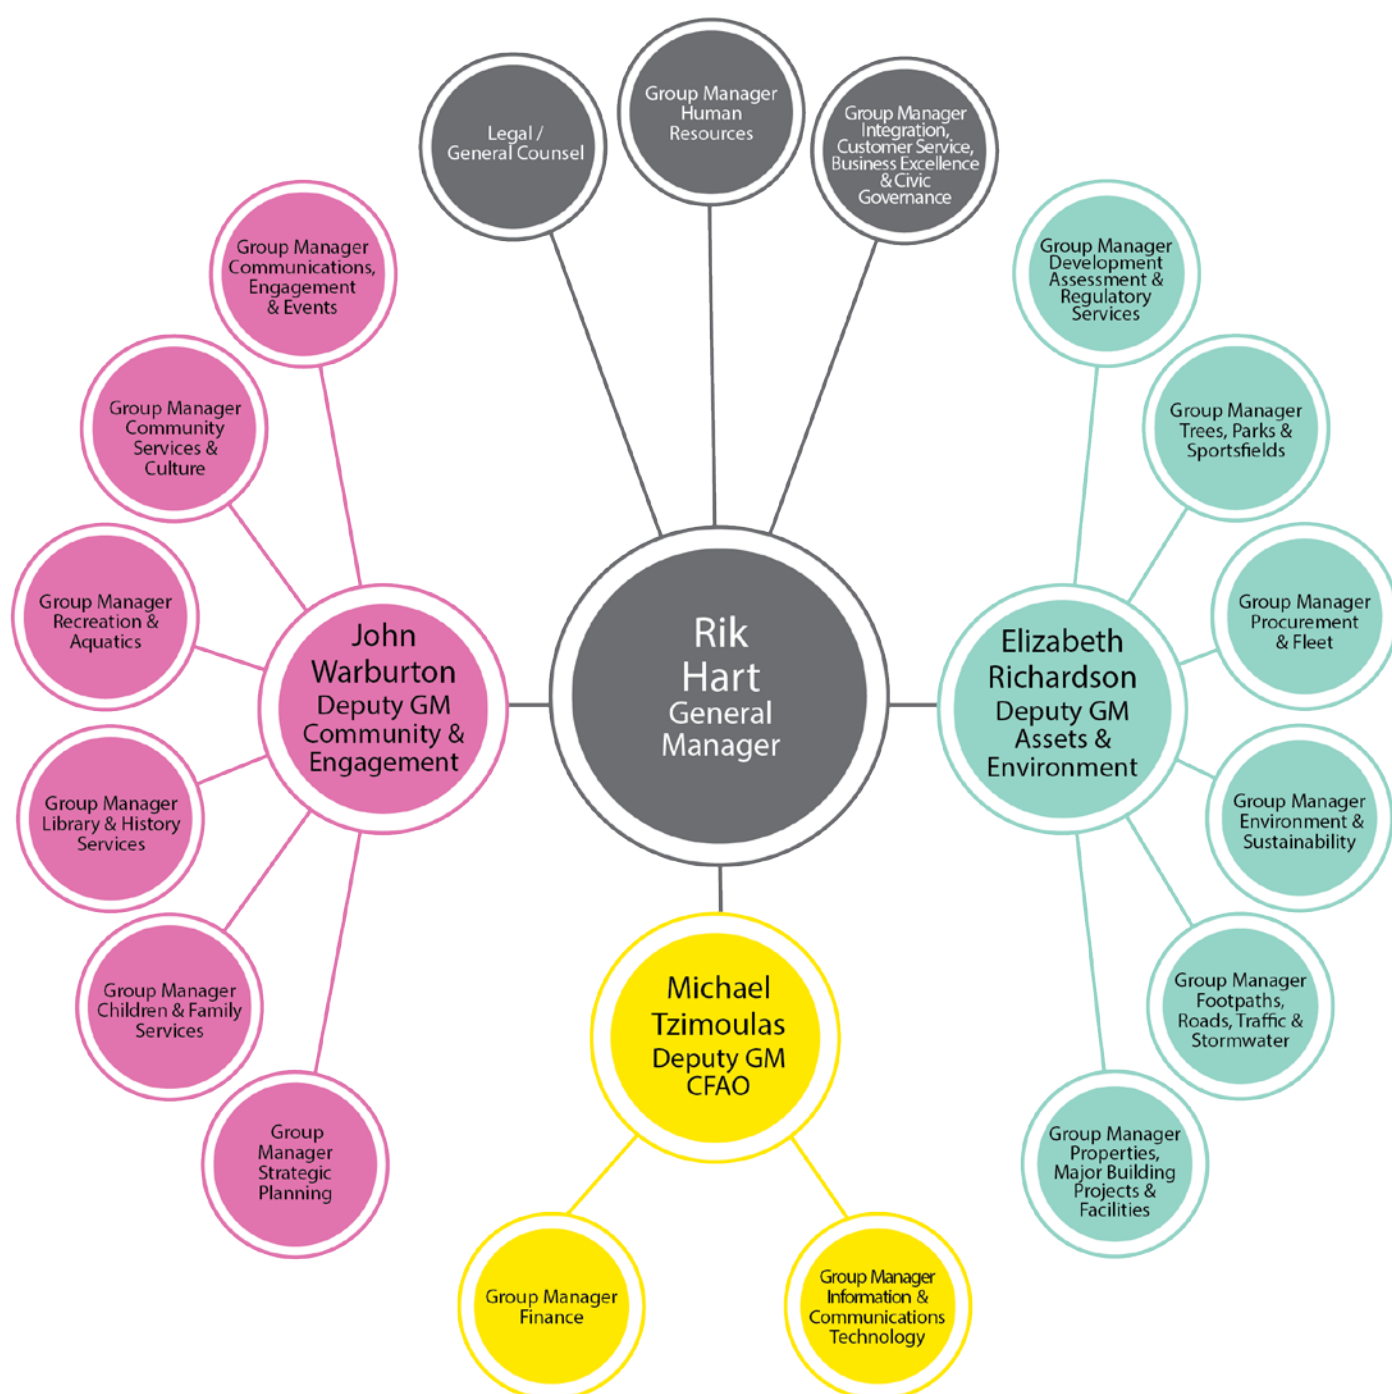 Legal /
General Counsel
Group Manager
Human
Resources
Group Manager
Integration,
Customer Service,
Business Excellence
& Civic
Governance
Group Manager
Communications,
Engagement
& Events
Group Manager
Community
Services &
Culture
Group Manager
Recreation &
Aquatics
Group Manager
Library & History
Services
Group Manager
Children & Family
Services
Group
Manager
Strategic
Planning
John
Warburton
Deputy GM
Community &
Engagement
Rik
Hart
General
Manager
Elizabeth
Richardson
Deputy GM
Assets &
Environment
Group Manager
Development
Assessment &
Regulatory
Services
Group Manager
Trees, Parks &
Sportsfields
Group Manager
Procurement
& Fleet
Group Manager
Environment &
Sustainability
Group Manager
Footpaths,
Roads, Traffic &
Stormwater
Group Manager
Properties,
Major Building
Projects &
Facilities
Michael
Tzimoulas
Deputy GM
CFAO
Group Manager
Finance
Group Manager
Information &
Communications
Technology